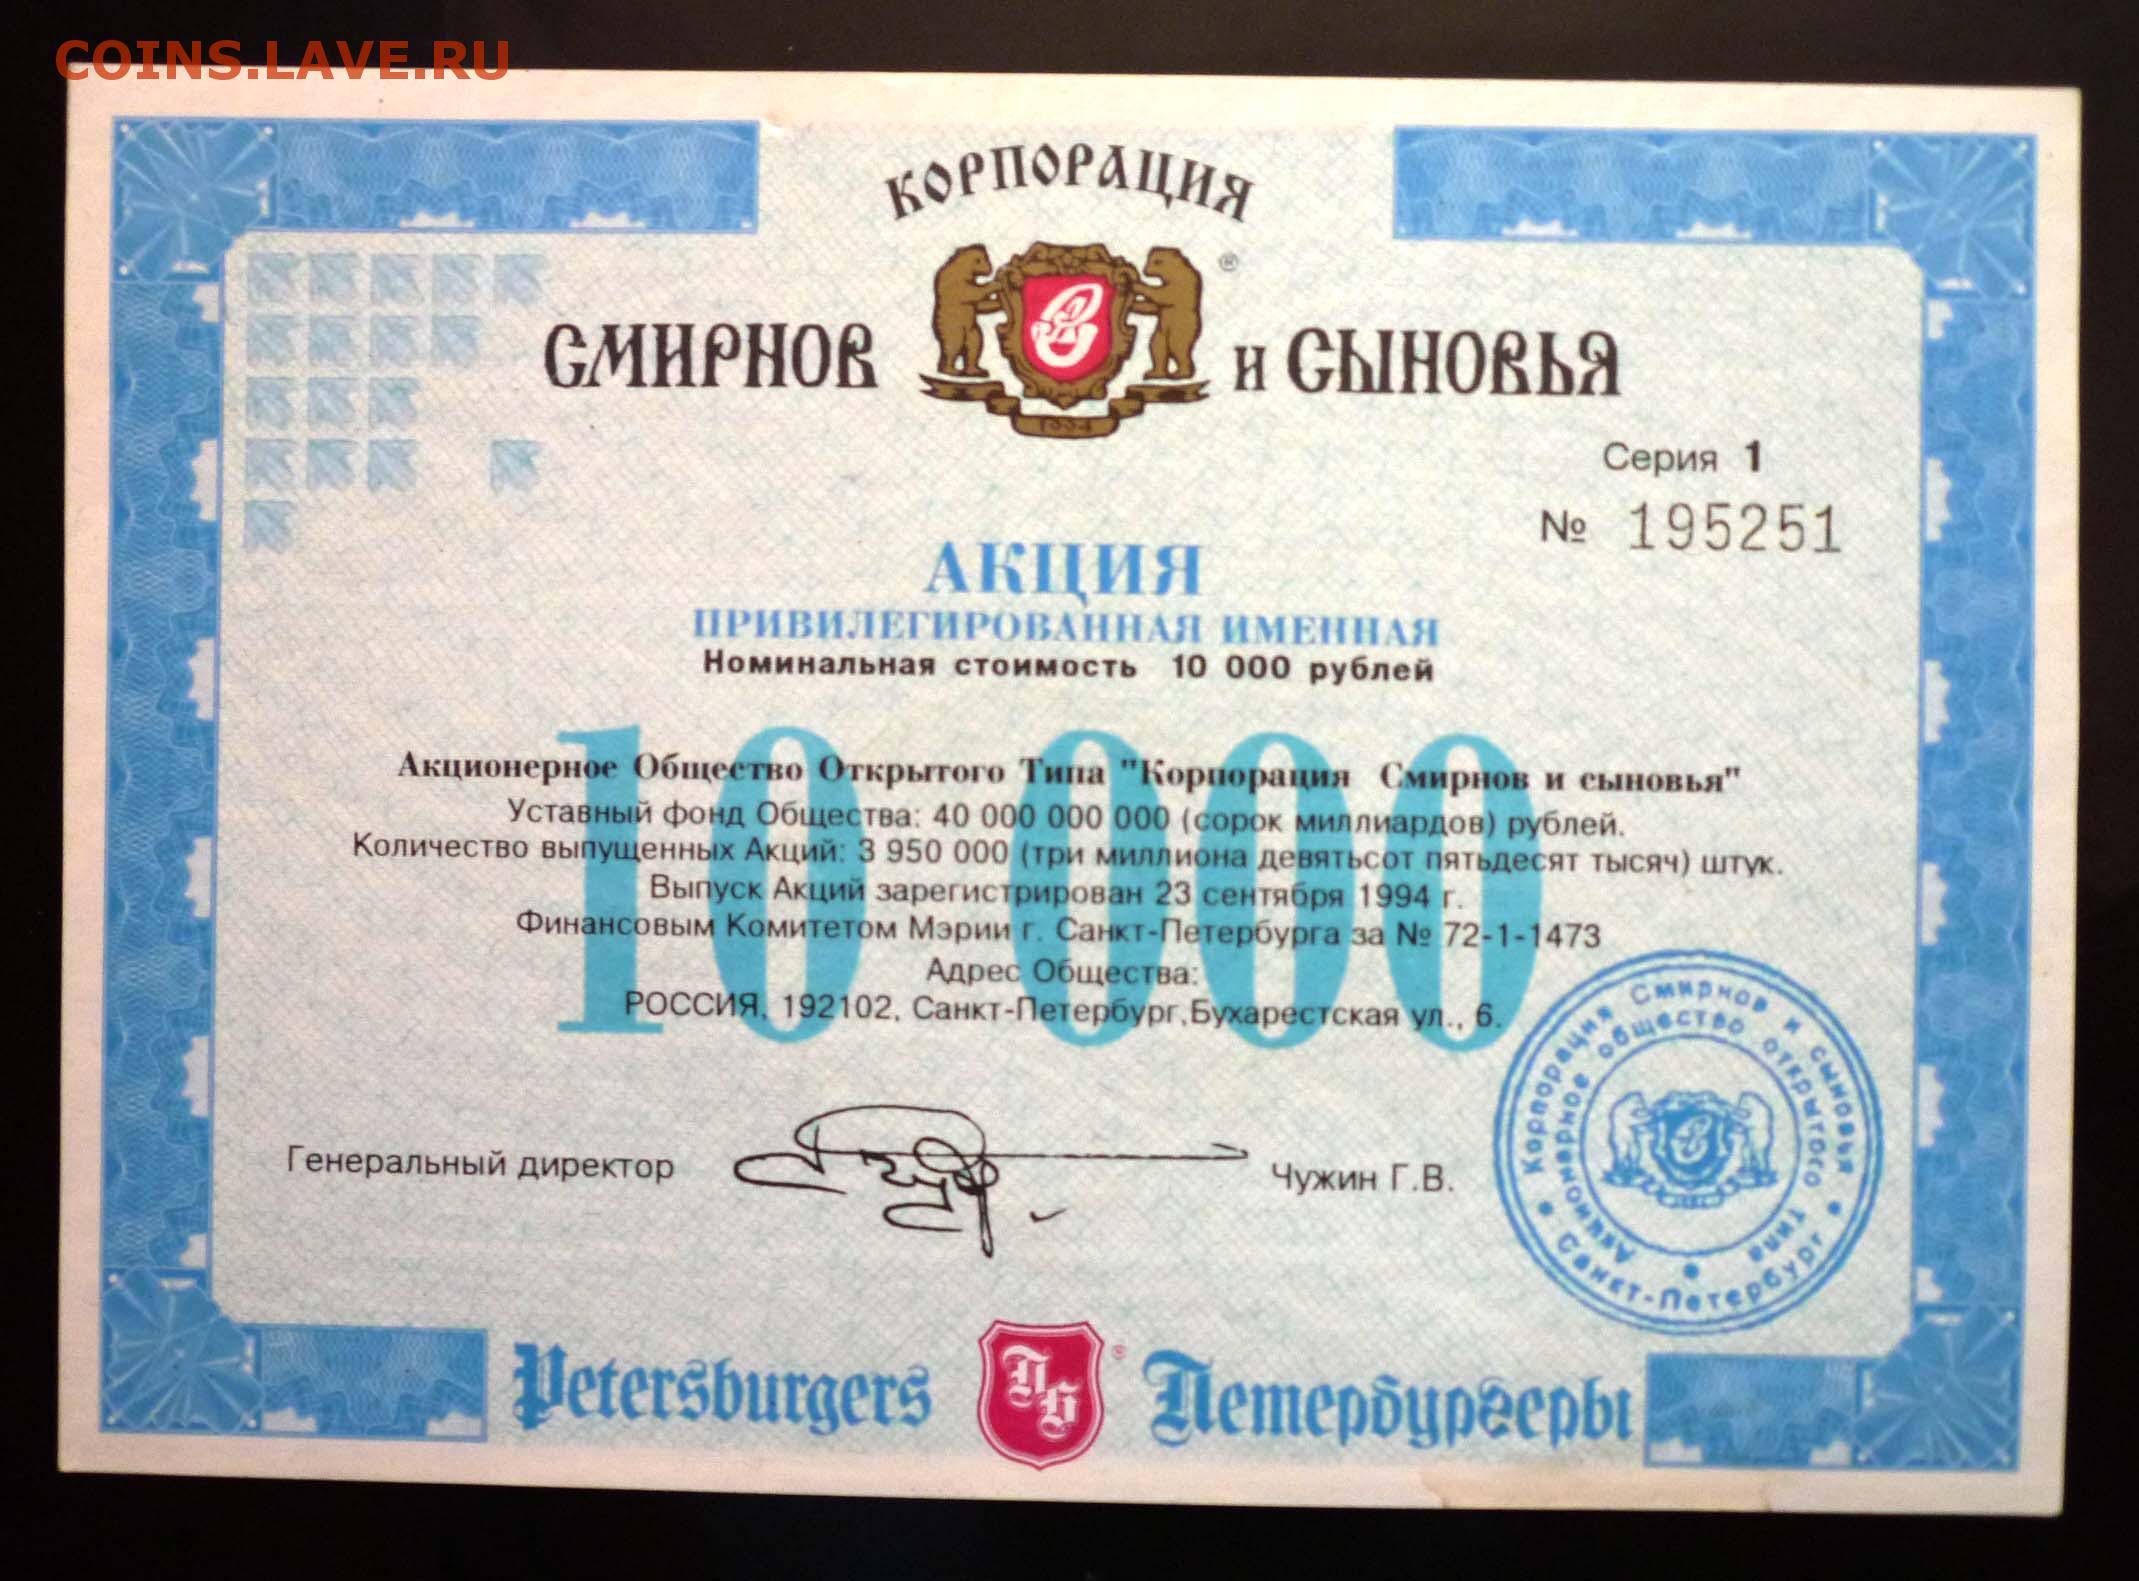 COINS.LAVE.RU
КОРПОРАЦИЯ
®
СМИРНОВ И СЫНОВЬЯ
Серия 1
№ 195251
АКЦИЯ
ПРИВИЛЕГИРОВАННАЯ ИМЕННАЯ
Номинальная стоимость 10 000 рублей
10 000
Акционерное Общество Открытого Типа "Корпорация Смирнов и сыновья"
Уставный фонд Общества: 40 000 000 000 (сорок миллиардов) рублей.
Количество выпущенных Акций: 3 950 000 (три миллиона девятьсот пятьдесят тысяч) штук.
Выпуск Акций зарегистрирован 23 сентября 1994 г.
Финансовым Комитетом Мэрии г. Санкт-Петербурга за № 72-1-1473
Адрес Общества:
РОССИЯ, 192102, Санкт-Петербург,Бухарестская ул., 6.
Корпорация Смирнов и сыновья
Акционерное общество открытого типа
Санкт-Петербург
Генеральный директор
Чужин Г.В.
Petersburgers ПБ ® Петербургеры